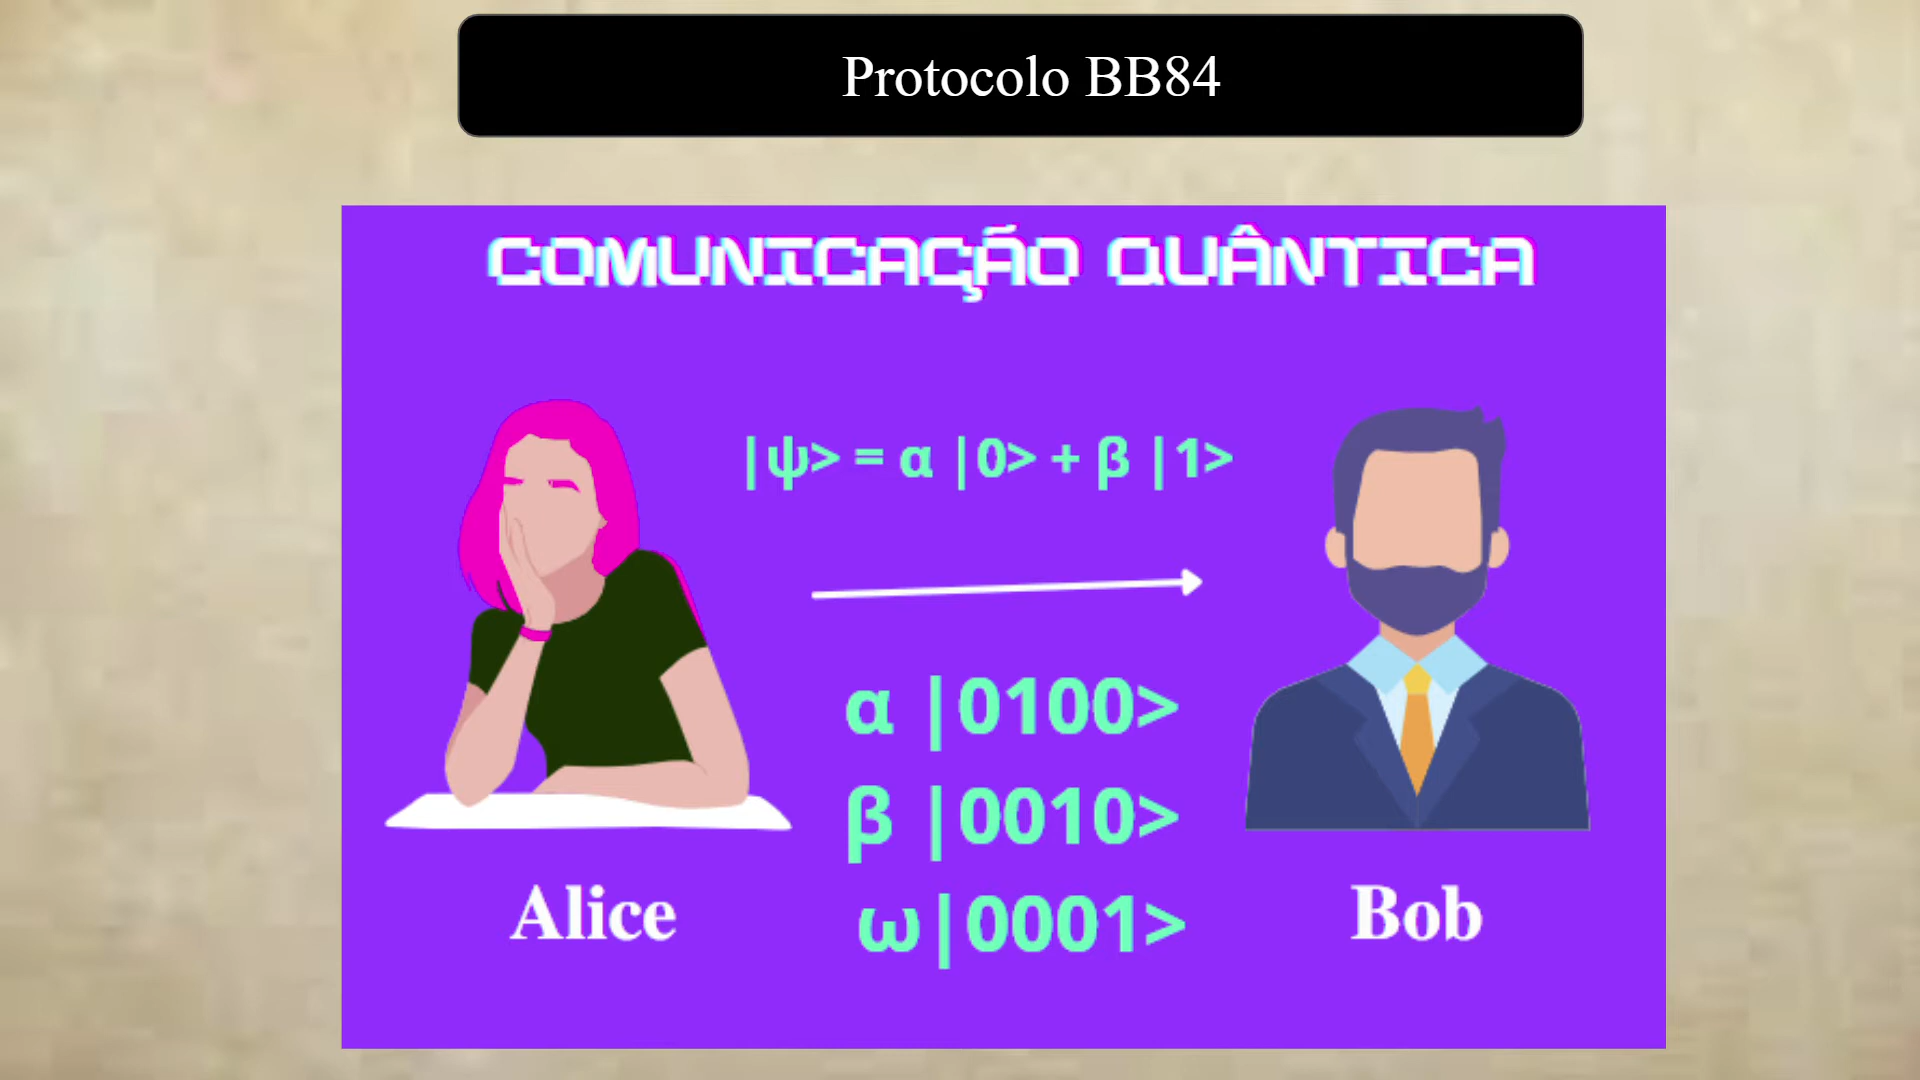 Protocolo BB84
COMUNICAÇÃO QUÂNTICA
|ψ> = α |0> + β |1>
α |0100>
β |0010>
ω|0001>
Alice
Bob